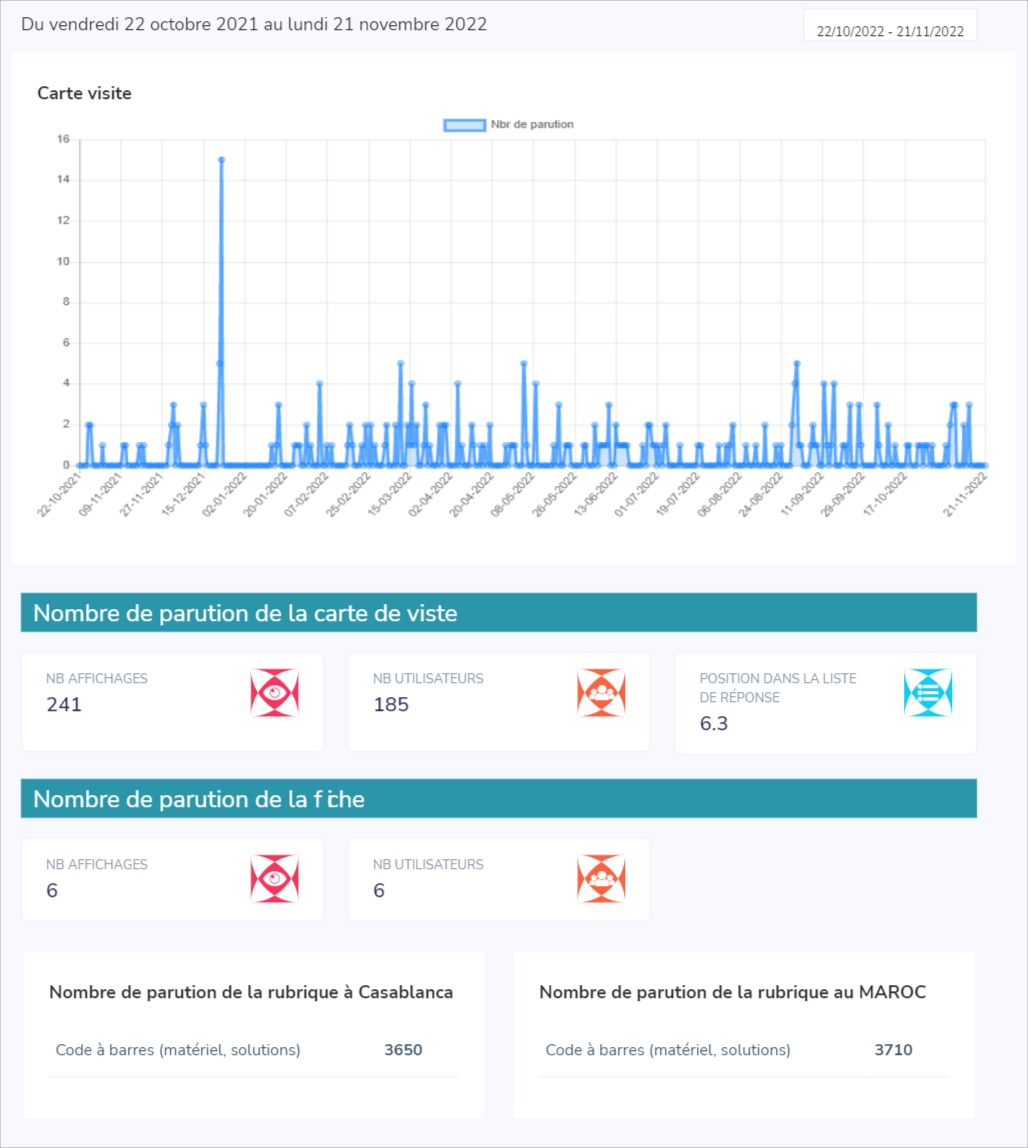 Du vendredi 22 octobre 2021 au lundi 21 novembre 2022
22/10/2022 - 21/11/2022
Carte visite
Nbr de parution
16
14
12
10
8
6
4
2
0
22-10-2021
09-11-2021
27-11-2021
15-12-2021
02-01-2022
20-01-2022
07-02-2022
25-02-2022
15-03-2022
02-04-2022
20-04-2022
08-05-2022
26-05-2022
13-06-2022
01-07-2022
19-07-2022
06-08-2022
24-08-2022
11-09-2022
29-09-2022
17-10-2022
21-11-2022
Nombre de parution de la carte de viste
NB AFFICHAGES
241
NB UTILISATEURS
185
POSITION DANS LA LISTE
DE RÉPONSE
6.3
Nombre de parution de la fiche
NB AFFICHAGES
6
NB UTILISATEURS
6
Nombre de parution de la rubrique à Casablanca
Code à barres (matériel, solutions) 3650
Nombre de parution de la rubrique au MAROC
Code à barres (matériel, solutions) 3710